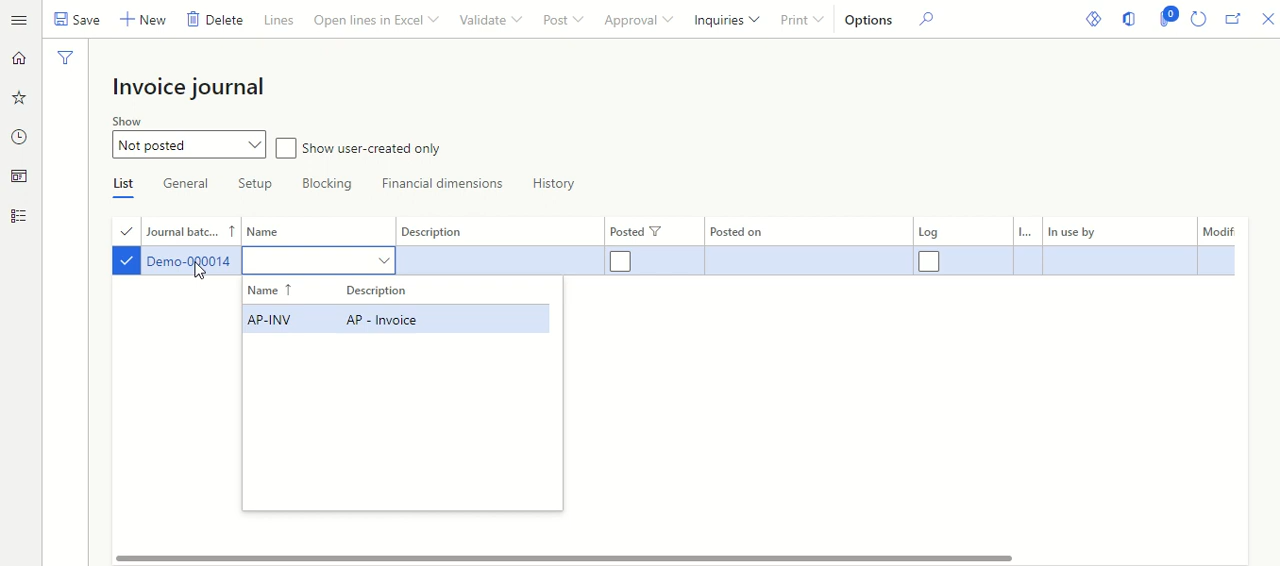 Save New Delete Lines Open lines in Excel Validate Post Approval Inquiries Print Options 0
Invoice journal
Show
Not posted Show user-created only
List General Setup Blocking Financial dimensions History
Journal batc... ↑ Name Description Posted Posted on Log I... In use by Modif
Demo-000014
Name ↑ Description
AP-INV AP - Invoice